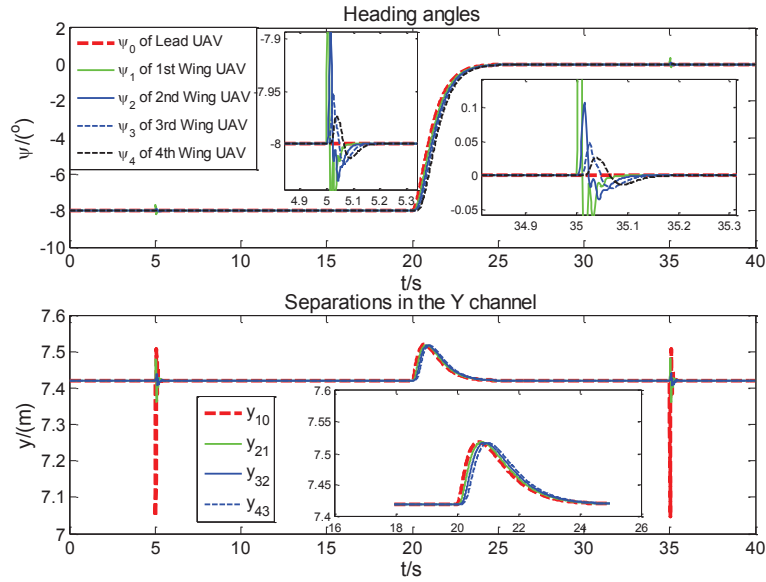 Heading angles
2
0
-2
-4
-6
-8
-10
ψ/(o)
ψ0 of Lead UAV
ψ1 of 1st Wing UAV
ψ2 of 2nd Wing UAV
ψ3 of 3rd Wing UAV
ψ4 of 4th Wing UAV
-7.9
-7.95
-8
4.9 5 5.1 5.2 5.3
0.1
0.05
0
-0.05
34.9 35 35.1 35.2 35.3
0 5 10 15 20 25 30 35 40
t/s
Separations in the Y channel
7.6
7.5
7.4
7.3
7.2
7.1
7
y/(m)
y10
y21
y32
y43
7.55
7.5
7.45
7.4
16 18 20 22 24 26
0 5 10 15 20 25 30 35 40
t/s